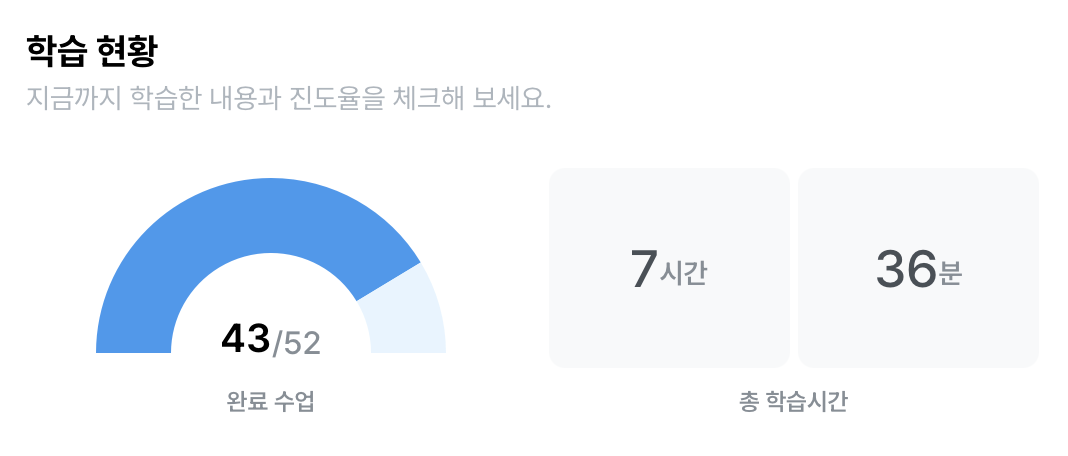 학습 현황
지금까지 학습한 내용과 진도율을 체크해 보세요.
43/52
완료 수업
7시간
36분
총 학습시간